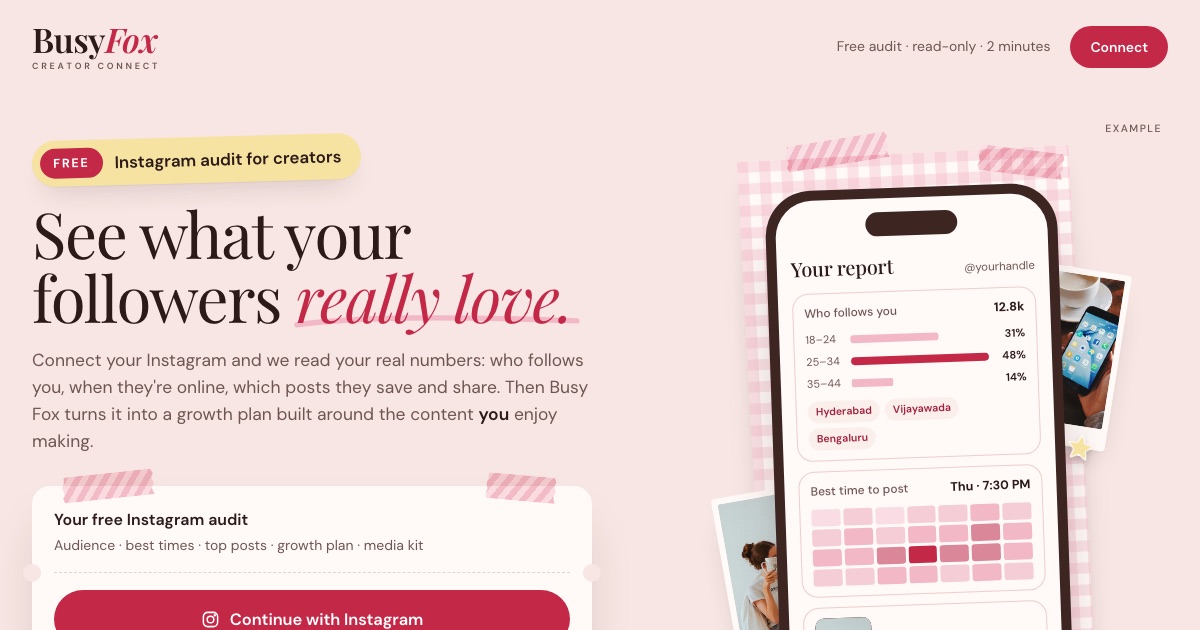 BusyFox
CREATOR CONNECT
Free audit · read-only · 2 minutes
Connect
FREE Instagram audit for creators
See what your
followers really love.
Connect your Instagram and we read your real numbers: who follows
you, when they're online, which posts they save and share. Then Busy
Fox turns it into a growth plan built around the content you enjoy
making.
Your free Instagram audit
Audience · best times · top posts · growth plan · media kit
Continue with Instagram
EXAMPLE
Your report @yourhandle
Who follows you 12.8k
18–24 31%
25–34 48%
35–44 14%
Hyderabad Vijayawada
Bengaluru
Best time to post Thu · 7:30 PM